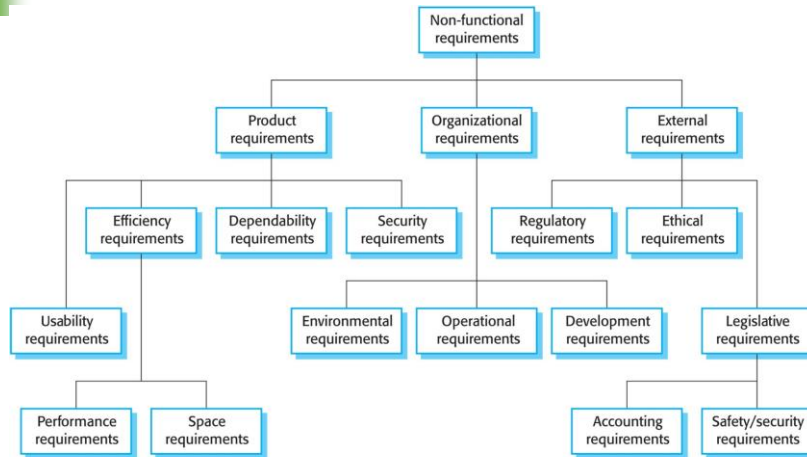 Non-functional
requirements
Product
requirements
Organizational
requirements
External
requirements
Efficiency
requirements
Dependability
requirements
Security
requirements
Regulatory
requirements
Ethical
requirements
Usability
requirements
Environmental
requirements
Operational
requirements
Development
requirements
Legislative
requirements
Performance
requirements
Space
requirements
Accounting
requirements
Safety/security
requirements